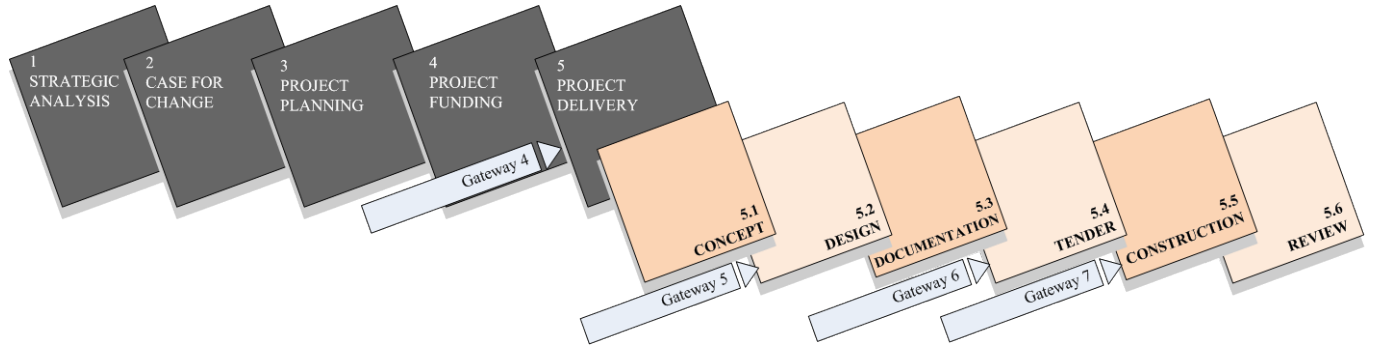 1
STRATEGIC
ANALYSIS
2
CASE FOR
CHANGE
3
PROJECT
PLANNING
4
PROJECT
FUNDING
5
PROJECT
DELIVERY
Gateway 4
5.1
CONCEPT
5.2
DESIGN
5.3
DOCUMENTATION
5.4
TENDER
5.5
CONSTRUCTION
5.6
REVIEW
Gateway 5
Gateway 6
Gateway 7